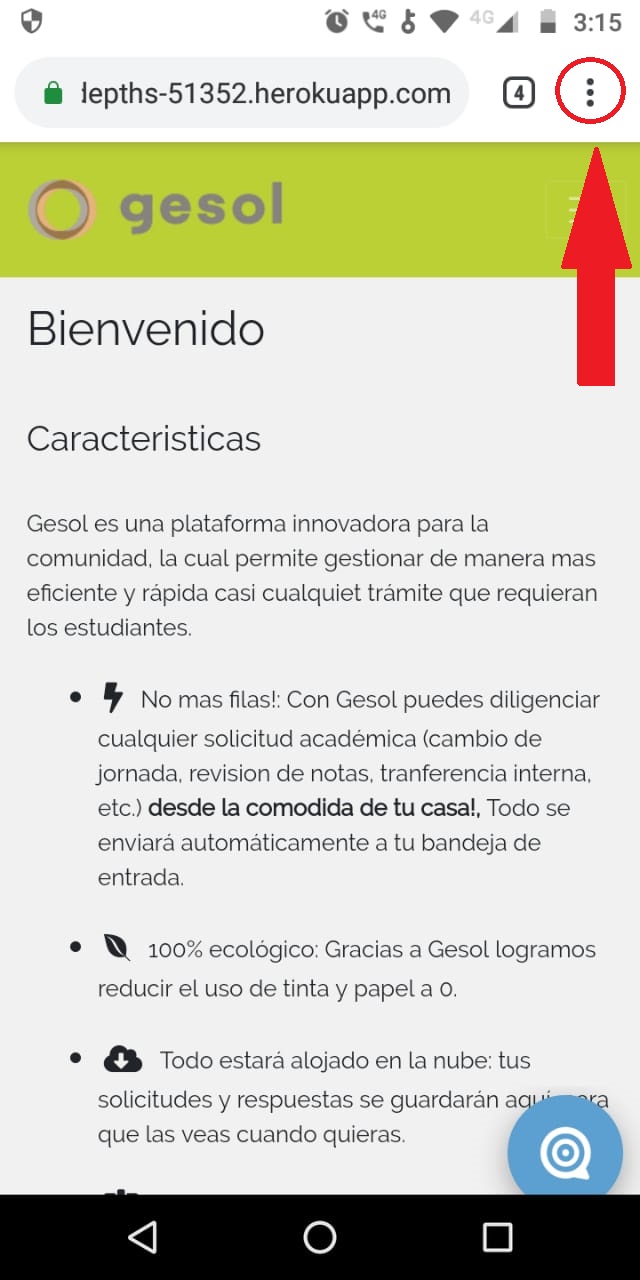 4G 4G 3:15
lepths-51352.herokuapp.com 4
gesol
Bienvenido
Caracteristicas
Gesol es una plataforma innovadora para la
comunidad, la cual permite gestionar de manera mas
eficiente y rápida casi cualquiet trámite que requieran
los estudiantes.
No mas filas!: Con Gesol puedes diligenciar
cualquier solicitud académica (cambio de
jornada, revision de notas, tranferencia interna,
etc.) desde la comodida de tu casa!, Todo se
enviará automáticamente a tu bandeja de
entrada.
100% ecológico: Gracias a Gesol logramos
reducir el uso de tinta y papel a 0.
Todo estará alojado en la nube: tus
solicitudes y respuestas se guardarán
que las veas cuando quieras.